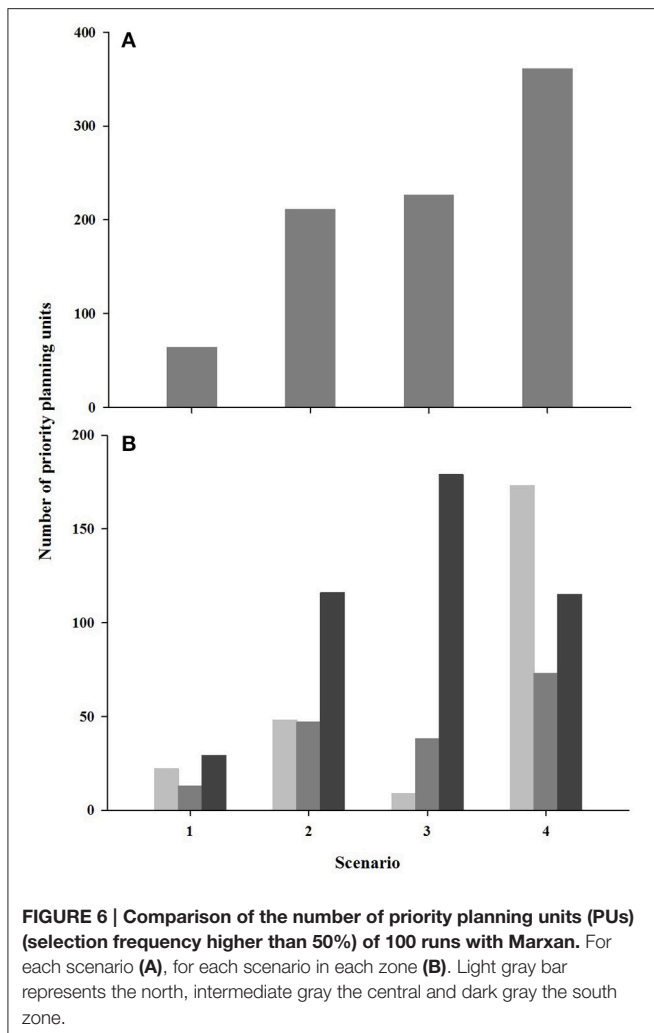 A
400
300
200
100
0
Number of priority planning units
B
200
150
100
50
0
1 2 3 4
Scenario
FIGURE 6 | Comparison of the number of priority planning units (PUs)
(selection frequency higher than 50%) of 100 runs with Marxan. For
each scenario (A), for each scenario in each zone (B). Light gray bar
represents the north, intermediate gray the central and dark gray the south
zone.